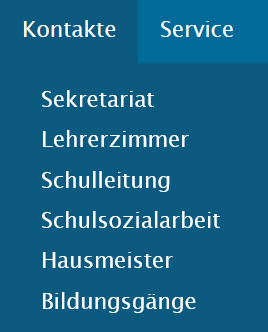 Kontakte Service
Sekretariat
Lehrerzimmer
Schulleitung
Schulsozialarbeit
Hausmeister
Bildungsgänge